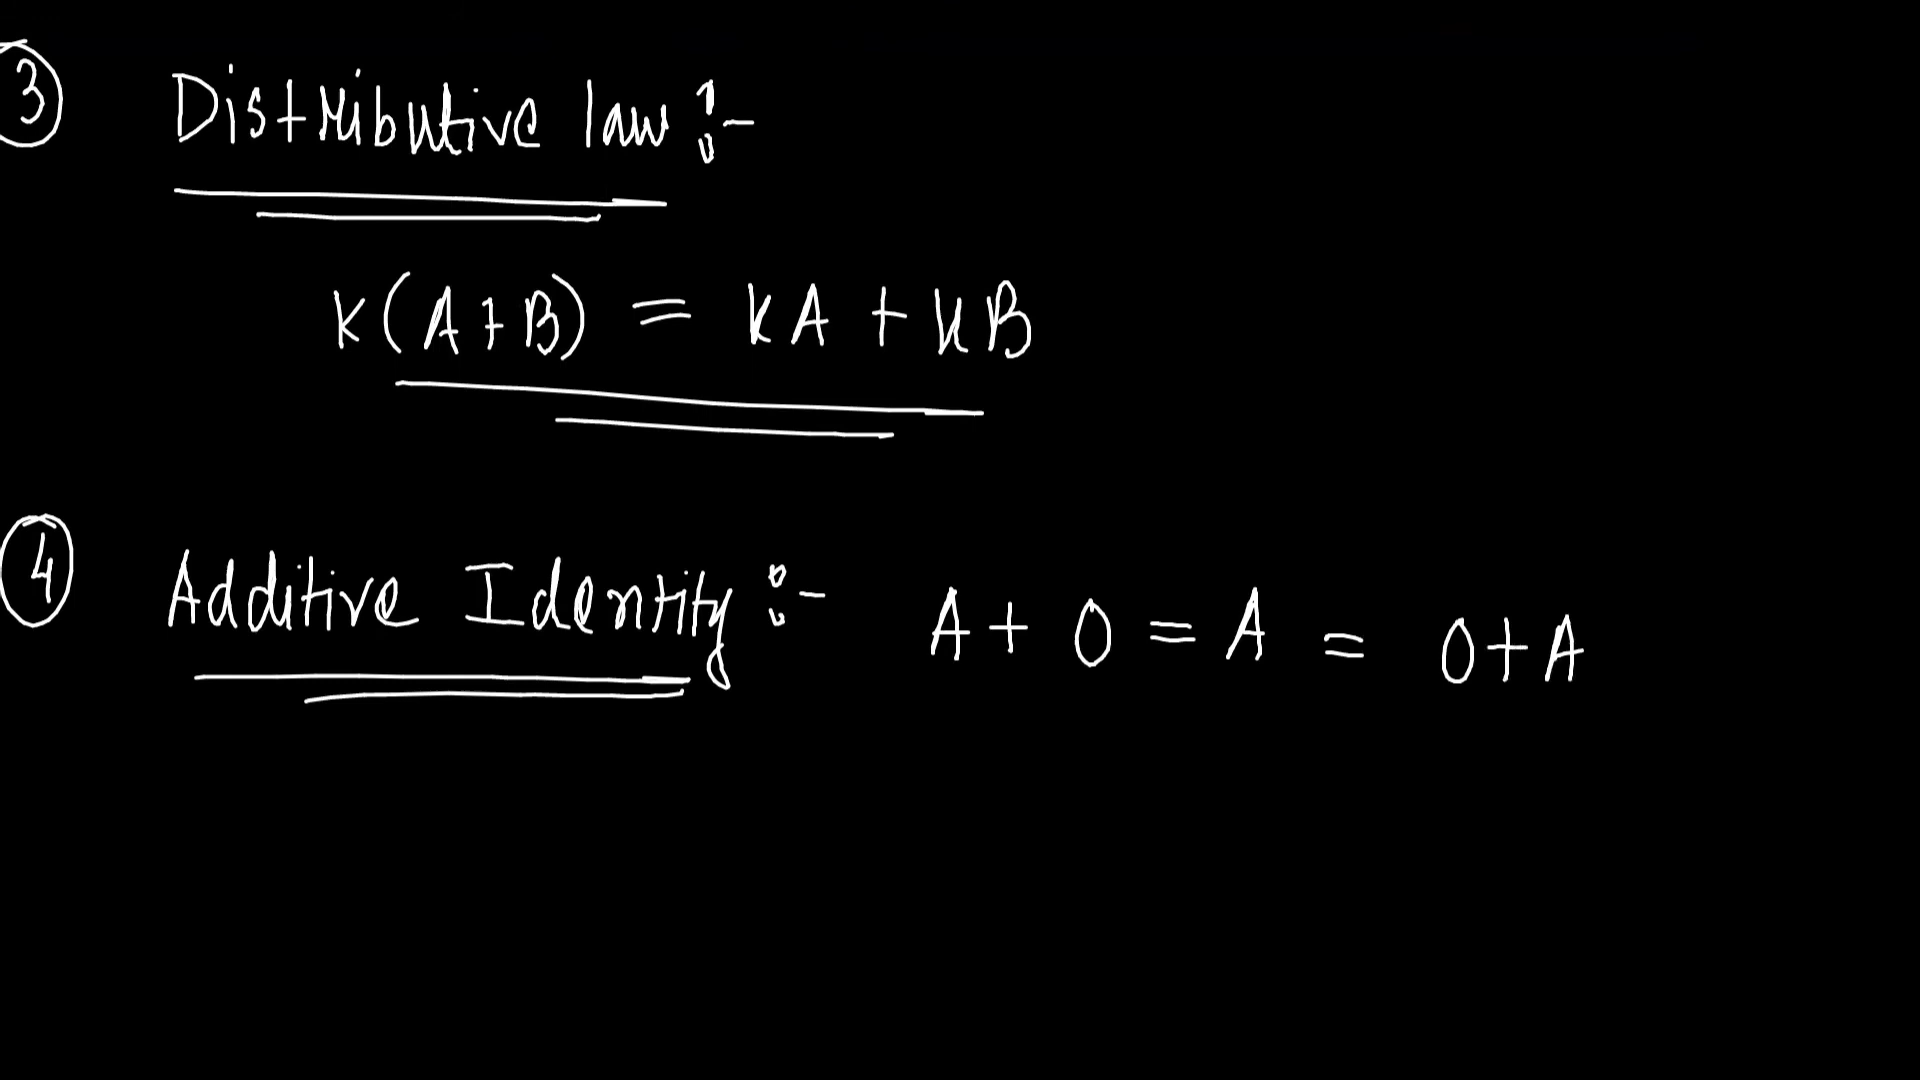 ③ Distributive law :-
k(A+B) = kA + kB
④ Additive Identity :- A + 0 = A = 0+A